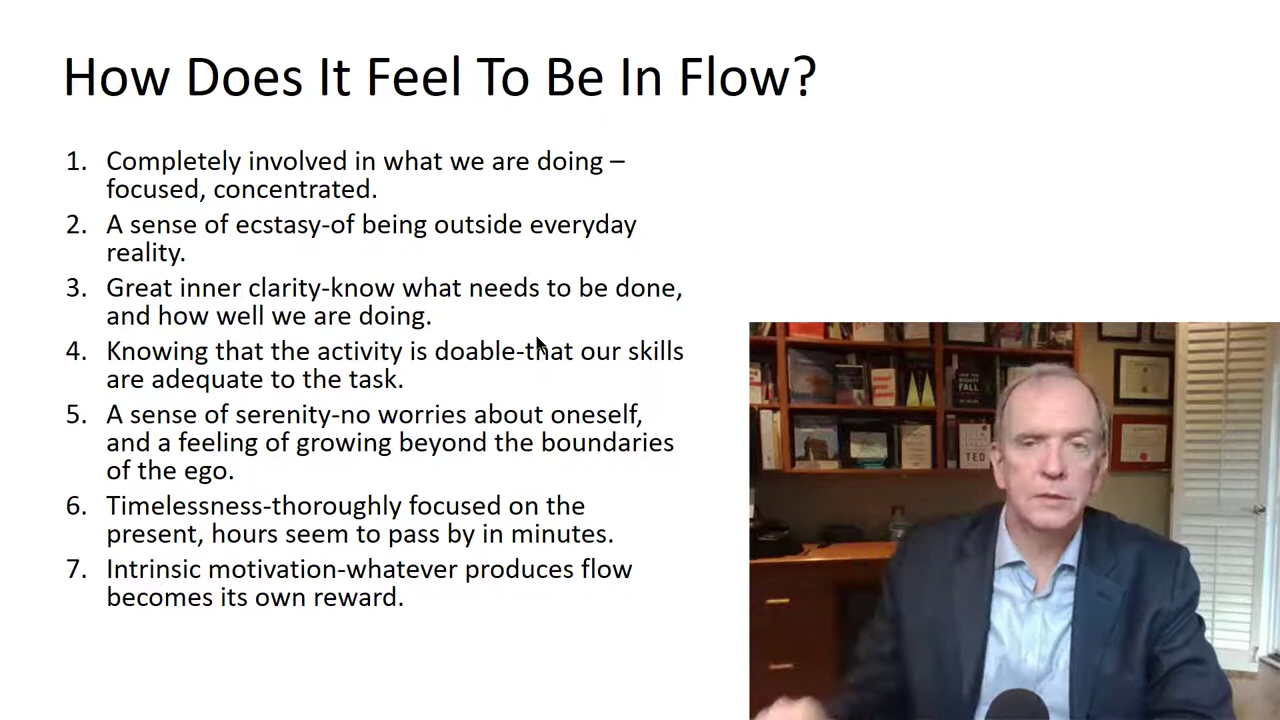 How Does It Feel To Be In Flow?
1. Completely involved in what we are doing –
focused, concentrated.
2. A sense of ecstasy-of being outside everyday
reality.
3. Great inner clarity-know what needs to be done,
and how well we are doing.
4. Knowing that the activity is doable-that our skills
are adequate to the task.
5. A sense of serenity-no worries about oneself,
and a feeling of growing beyond the boundaries
of the ego.
6. Timelessness-thoroughly focused on the
present, hours seem to pass by in minutes.
7. Intrinsic motivation-whatever produces flow
becomes its own reward.
FALL
TED